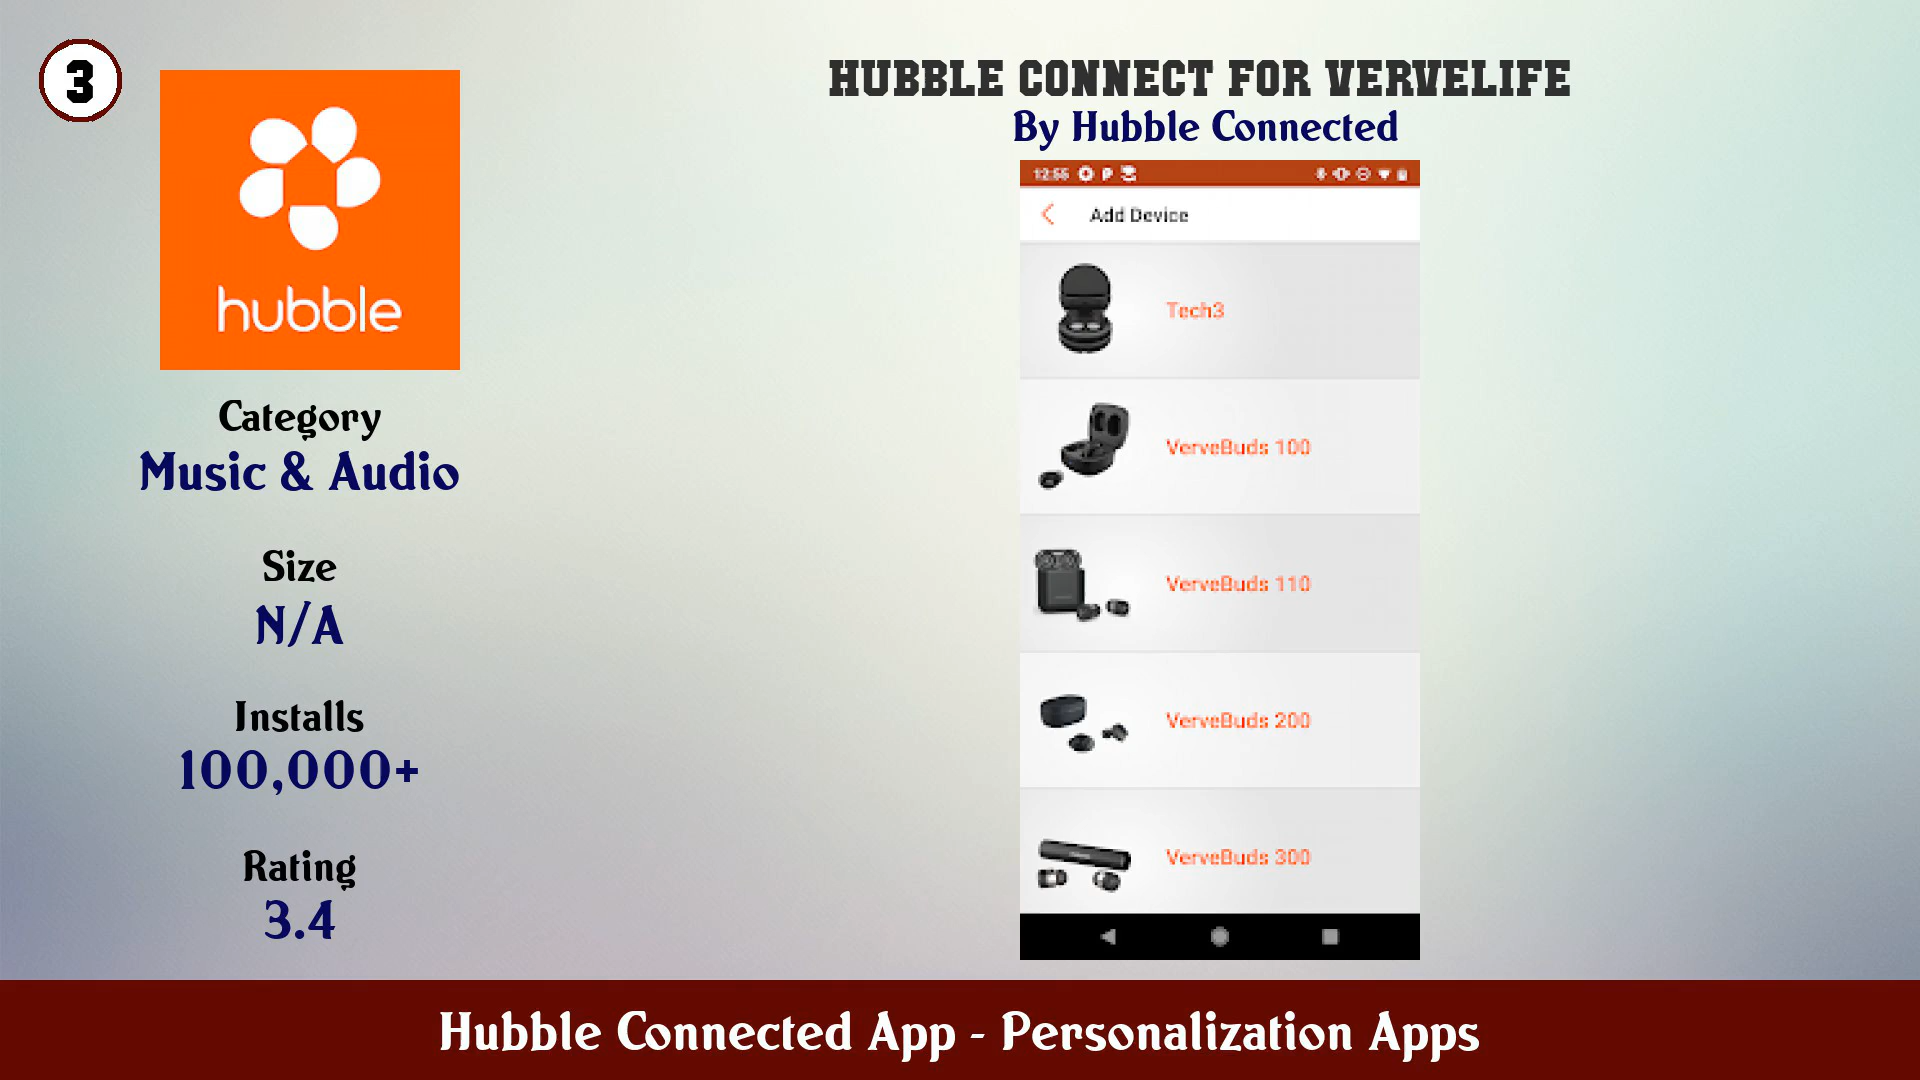 3
hubble
Category
Music & Audio
Size
N/A
Installs
100,000+
Rating
3.4
HUBBLE CONNECT FOR VERVELIFE
By Hubble Connected
12:55
Add Device
Tech3
VerveBuds 100
VerveBuds 110
VerveBuds 200
VerveBuds 300
Hubble Connected App - Personalization Apps